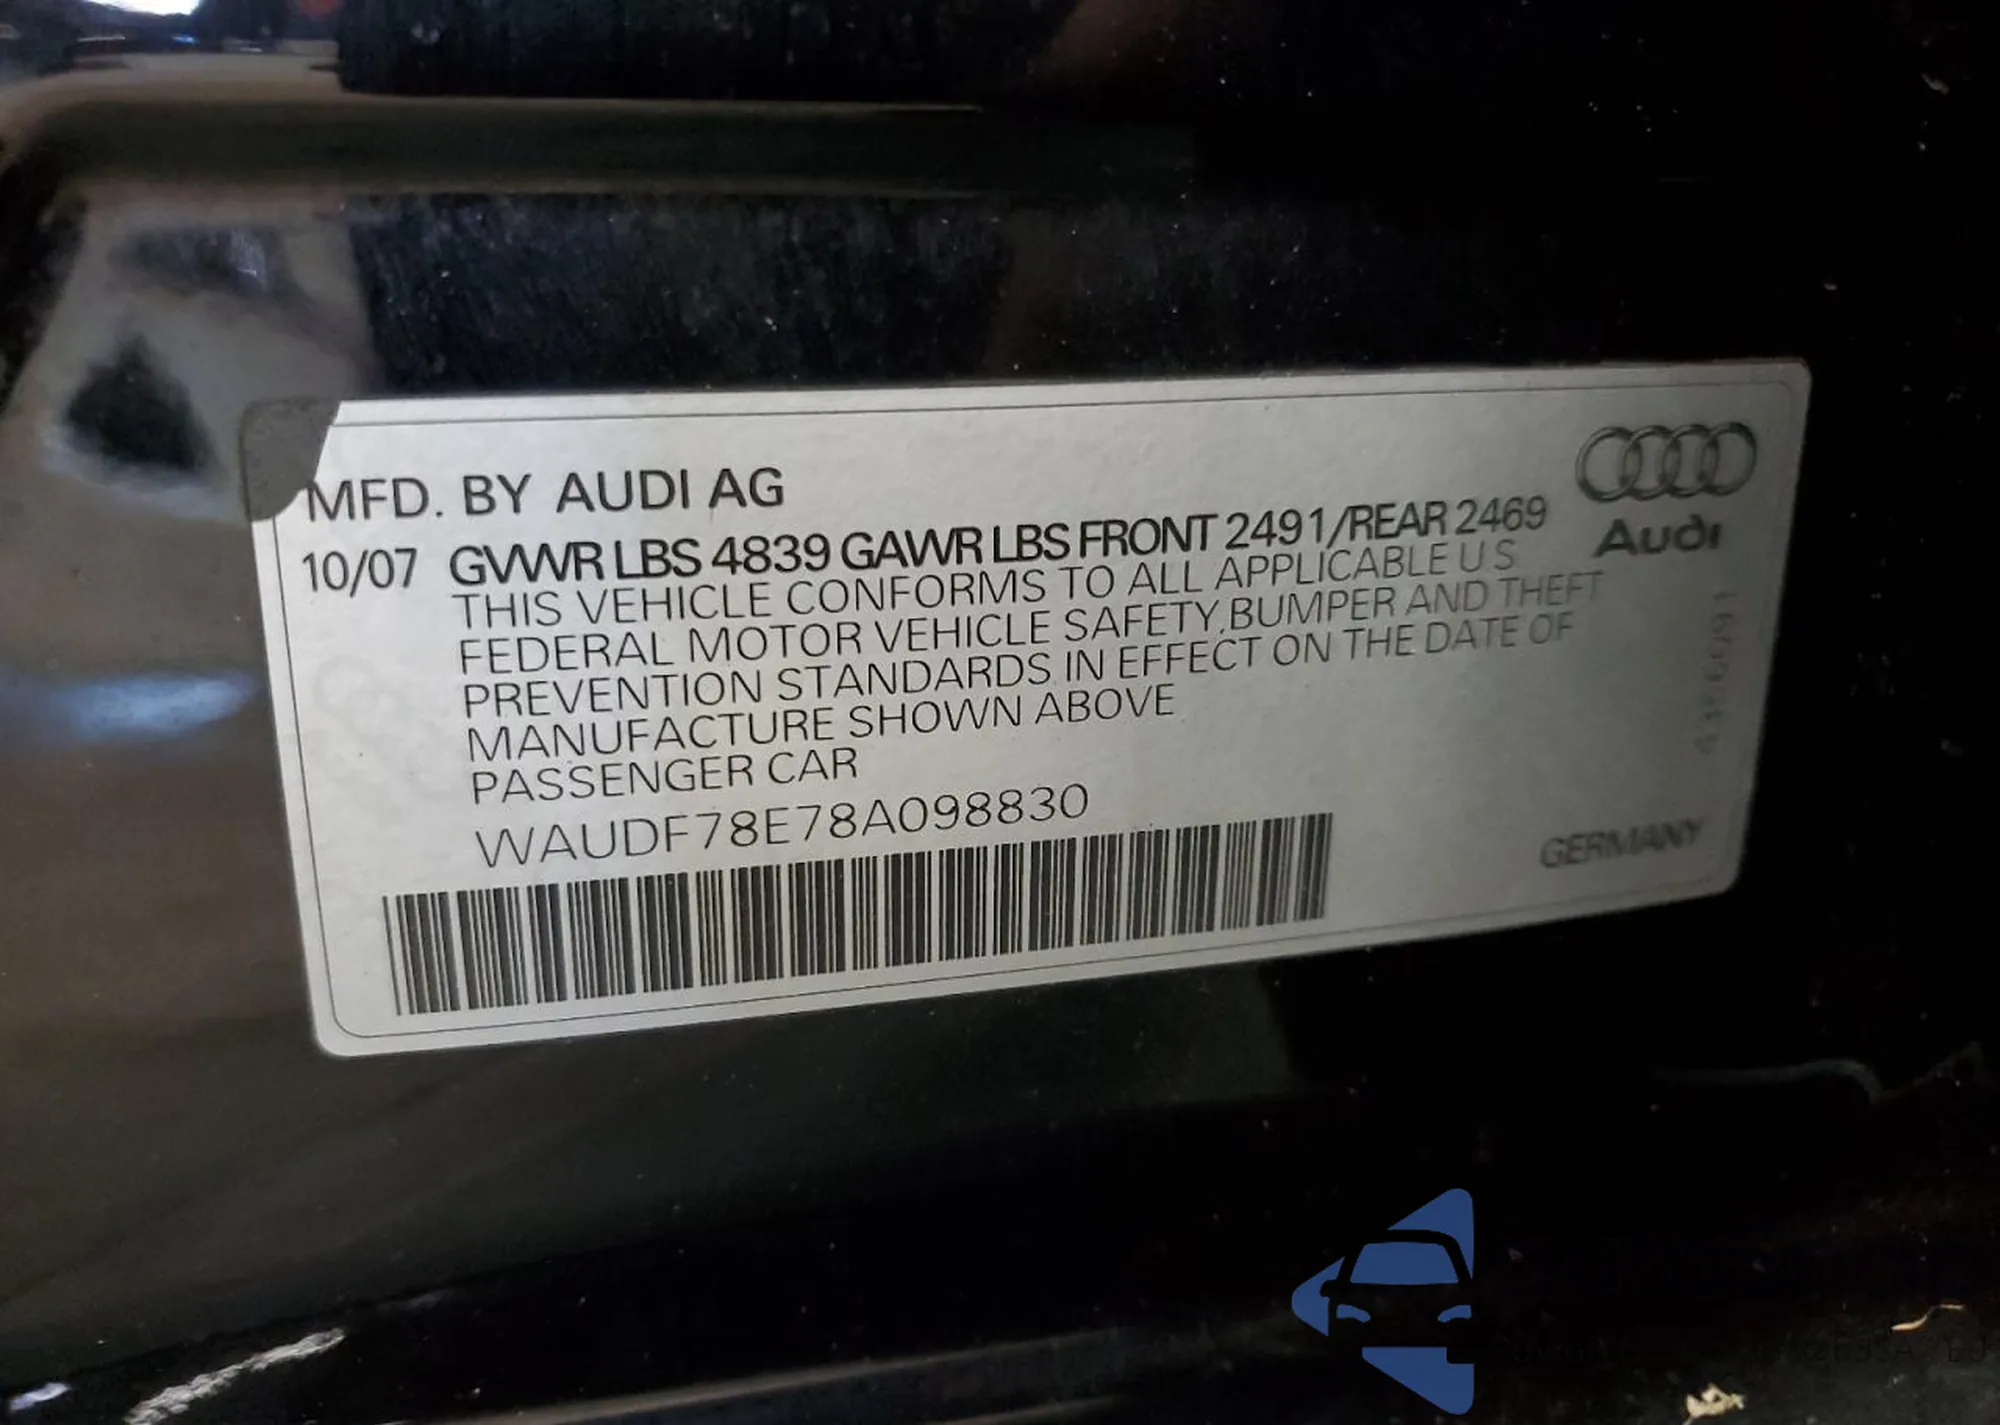 MFD. BY AUDI AG
10/07 GVWR LBS 4839 GAWR LBS FRONT 2491/REAR 2469
THIS VEHICLE CONFORMS TO ALL APPLICABLE U S
FEDERAL MOTOR VEHICLE SAFETY,BUMPER AND THEFT
PREVENTION STANDARDS IN EFFECT ON THE DATE OF
MANUFACTURE SHOWN ABOVE
PASSENGER CAR
WAUDF78E78A098830
Audi
GERMANY